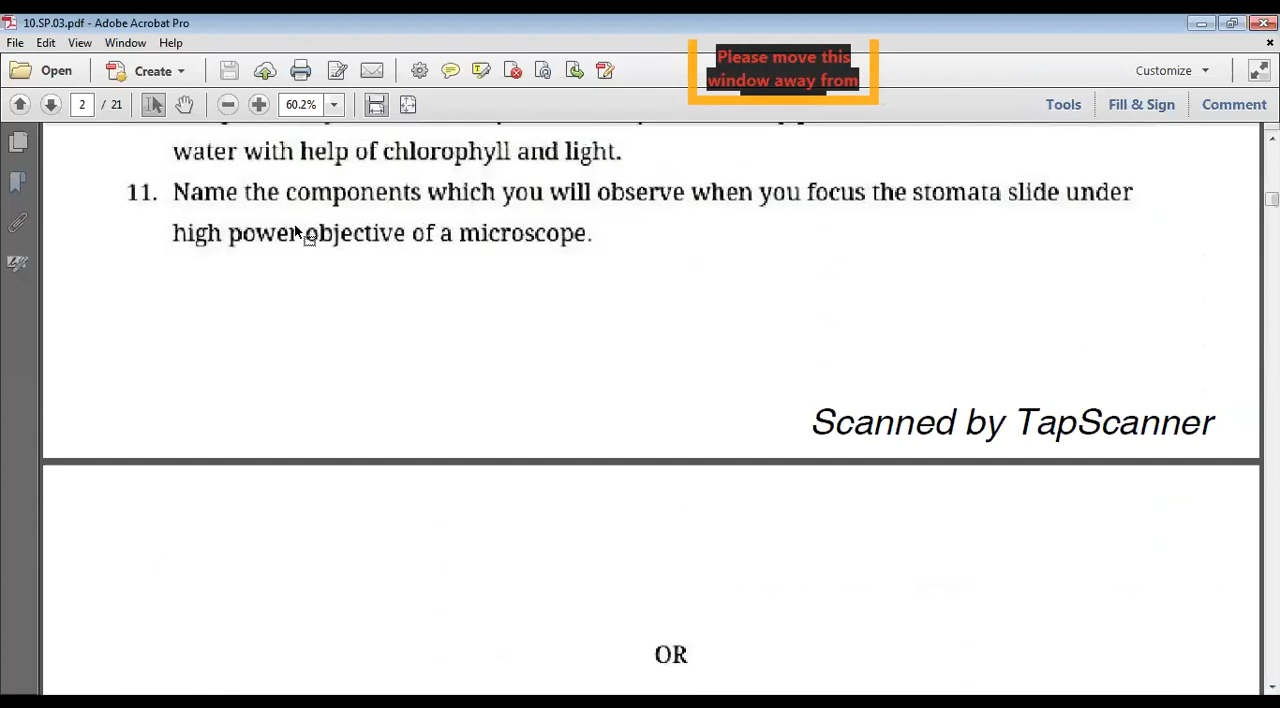 10.SP.03.pdf - Adobe Acrobat Pro
File Edit View Window Help
Open Create Customize
Please move this
window away from
2 / 21 60.2% Tools Fill & Sign Comment
water with help of chlorophyll and light.
11. Name the components which you will observe when you focus the stomata slide under
high power objective of a microscope.
Scanned by TapScanner
OR